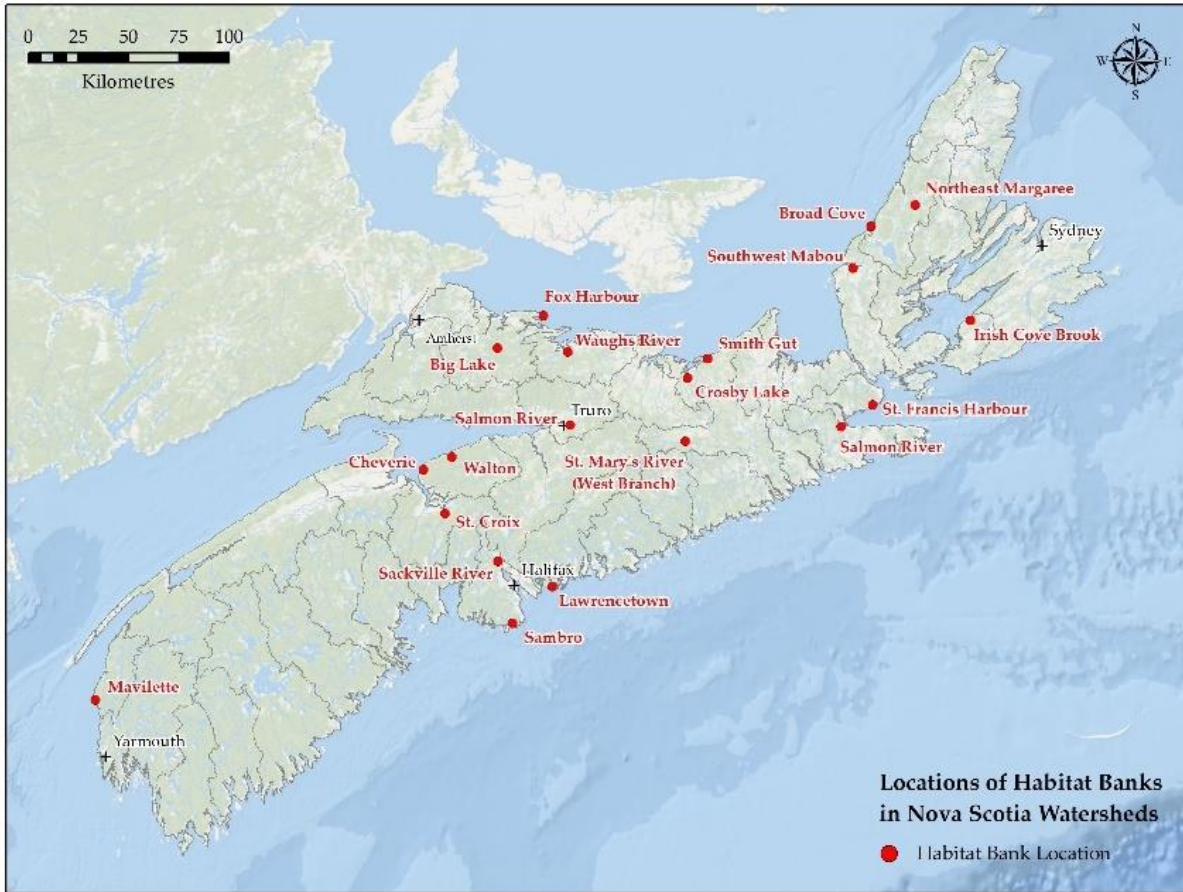 0 25 50 75 100
Kilometres
N
W E
S
Northeast Margaree
Broad Cove
Sydney
Southwest Mabou
Fox Harbour
Irish Cove Brook
Amherst
Waughs River
Smith Gut
Big Lake
Crosby Lake
St. Francis Harbour
Salmon River
Truro
Salmon River
Cheverie
Walton
St. Mary's River
(West Branch)
St. Croix
Sackville River
Halifax
Lawrencetown
Sambro
Mavilette
Yarmouth
Locations of Habitat Banks
in Nova Scotia Watersheds
Habitat Bank Location